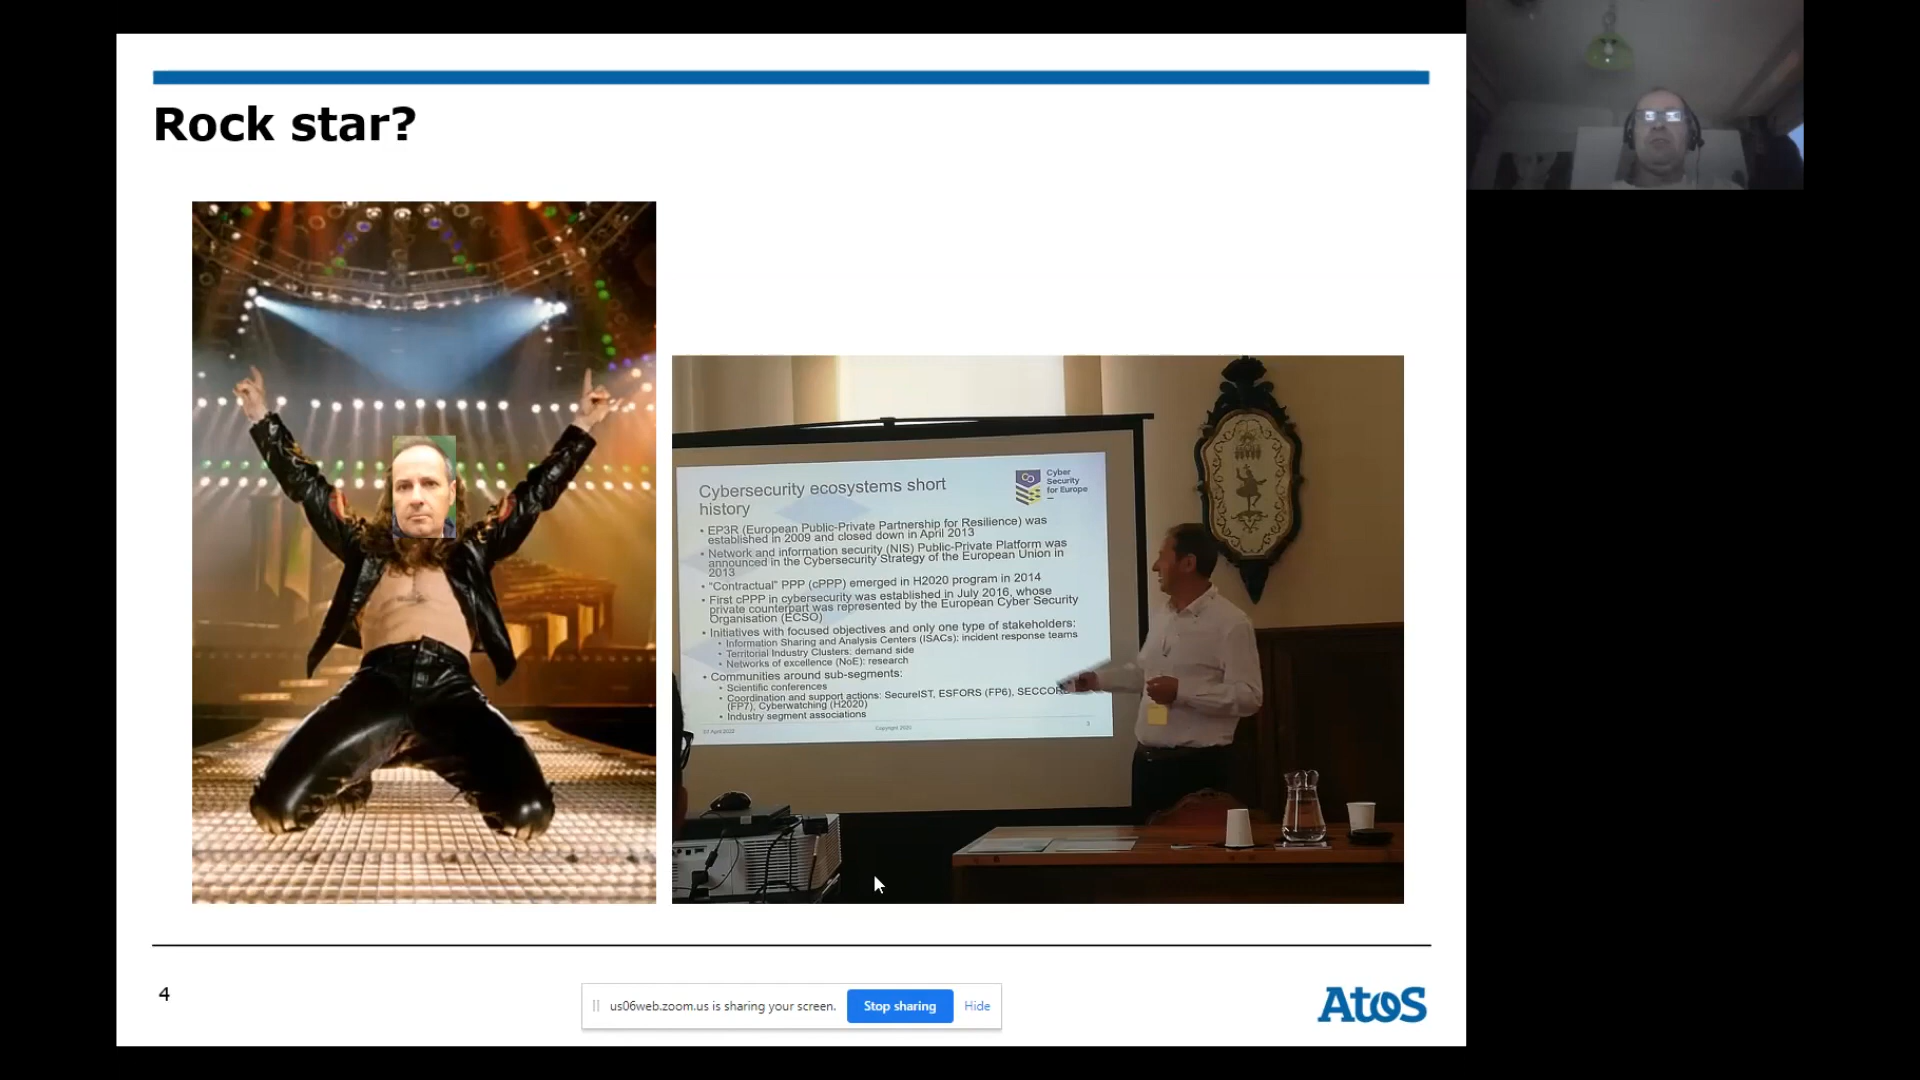 Rock star?
Cybersecurity ecosystems short
history
Cyber
Security
for Europe
• EP3R (European Public-Private Partnership for Resilience) was
established in 2009 and closed down in April 2013
• Network and information security (NIS) Public-Private Platform was
announced in the Cybersecurity Strategy of the European Union in
2013
• "Contractual" PPP (cPPP) emerged in H2020 program in 2014
• First cPPP in cybersecurity was established in July 2016, whose
private counterpart was represented by the European Cyber Security
Organisation (ECSO)
• Initiatives with focused objectives and only one type of stakeholders:
• Information Sharing and Analysis Centers (ISACs): incident response teams
• Territorial Industry Clusters: demand side
• Networks of excellence (NoE): research
• Communities around sub-segments:
• Scientific conferences
• Coordination and support actions: SecureIST, ESFORS (FP6), SECCORD
(FP7), Cyberwatching (H2020)
• Industry segment associations
Copyright 2020
3
4
us06web.zoom.us is sharing your screen.
Stop sharing
Hide
Atos